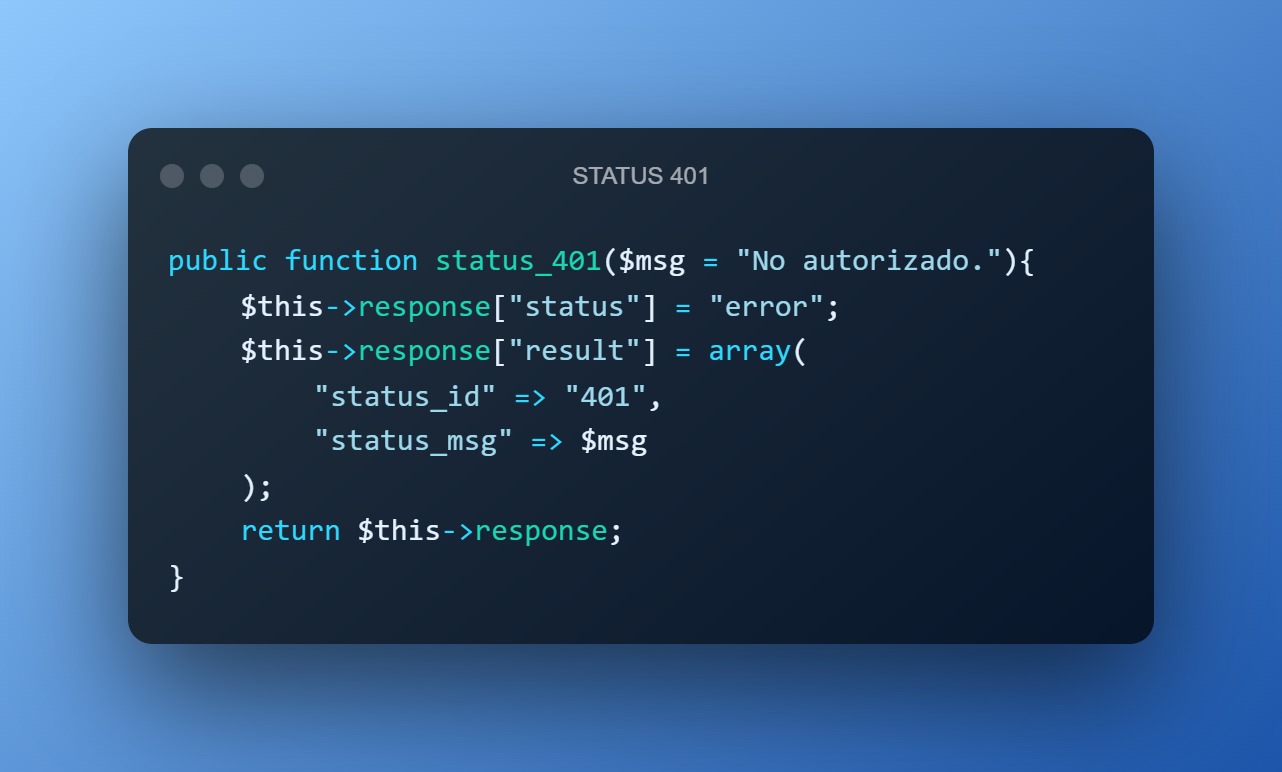 STATUS 401
public function status_401($msg = "No autorizado."){
$this->response["status"] = "error";
$this->response["result"] = array(
"status_id" => "401",
"status_msg" => $msg
);
return $this->response;
}